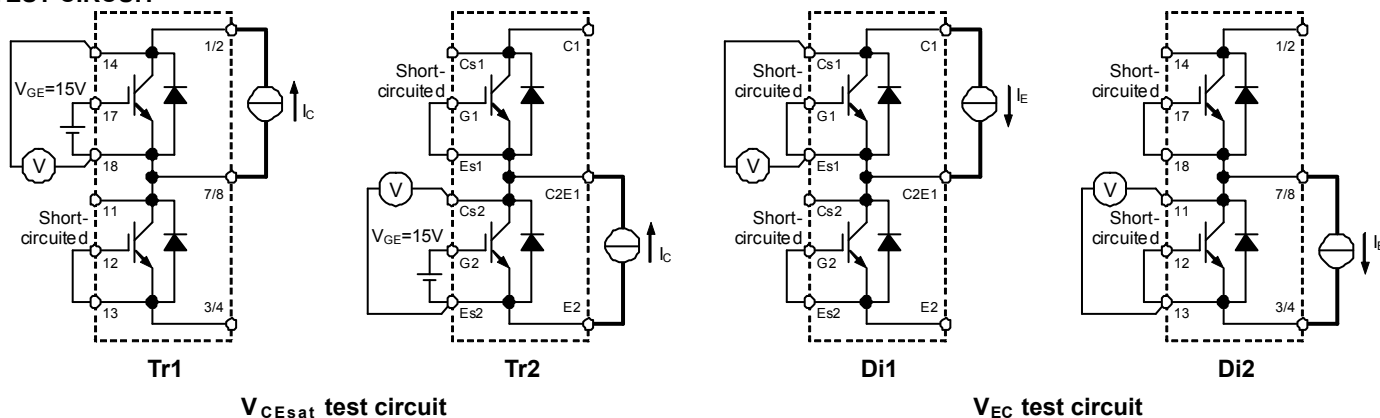 TEST CIRCUIT
1/2
14
V_GE=15V
17
18
V
I_C
7/8
11
Short-
circuited
12
13
3/4
Tr1
C1
Cs1
Short-
circuited
G1
Es1
C2E1
V
Cs2
V_GE=15V
G2
Es2
I_C
E2
Tr2
C1
Cs1
Short-
circuited
G1
Es1
V
I_E
C2E1
Cs2
Short-
circuited
G2
Es2
E2
Di1
1/2
14
Short-
circuited
17
18
7/8
V
11
Short-
circuited
12
13
I_E
3/4
Di2
V_CEsat test circuit
V_EC test circuit